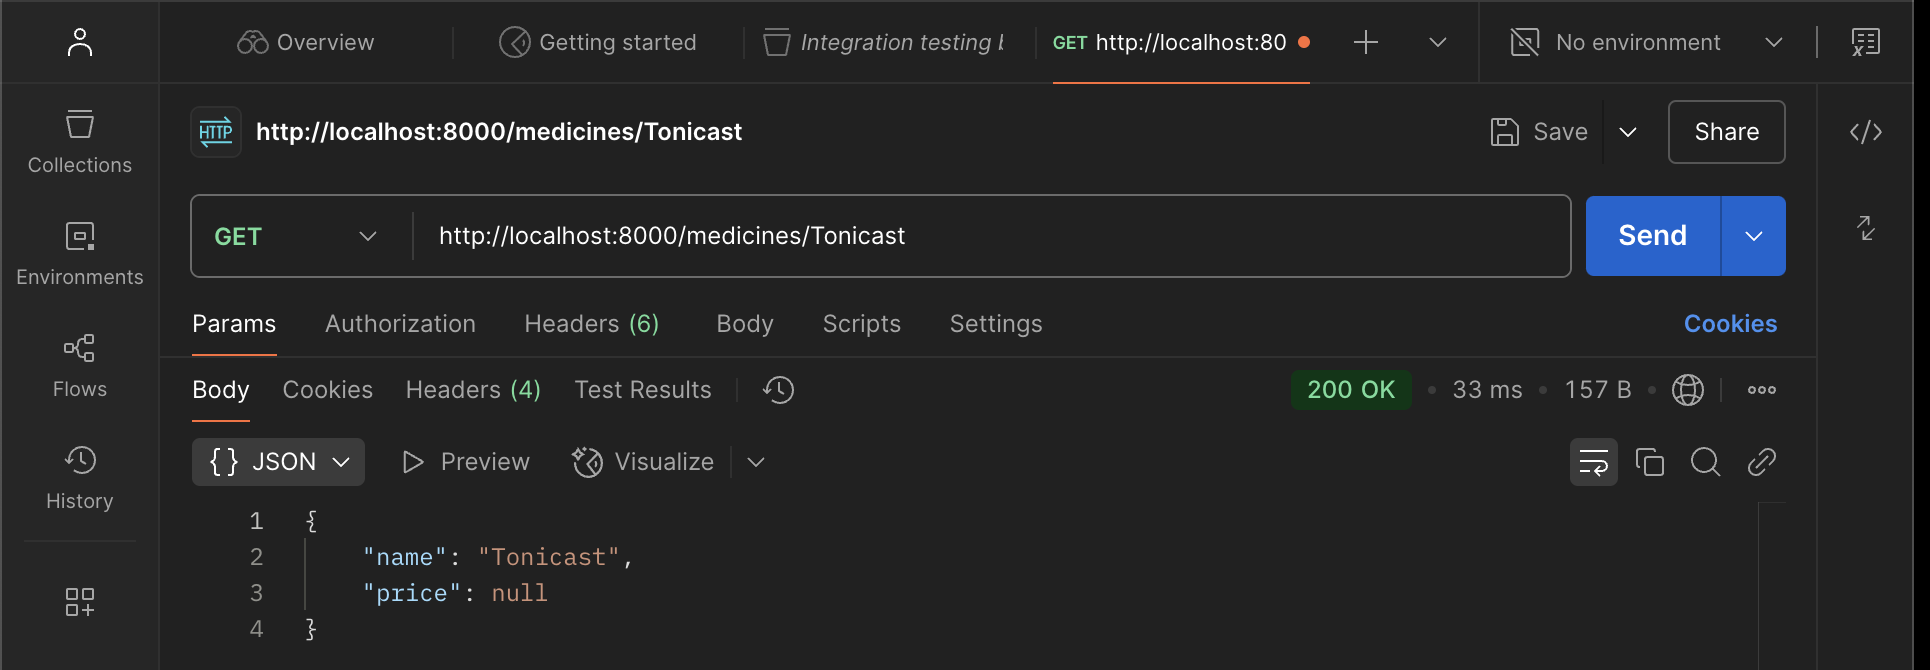 Overview
Getting started
Integration testing
GET http://localhost:80
No environment
Collections
Environments
Flows
History
HTTP http://localhost:8000/medicines/Tonicast
Save
Share
GET
http://localhost:8000/medicines/Tonicast
Send
Params Authorization Headers (6) Body Scripts Settings Cookies
Body Cookies Headers (4) Test Results 200 OK • 33 ms • 157 B •
{} JSON Preview Visualize
1 {
2 "name": "Tonicast",
3 "price": null
4 }